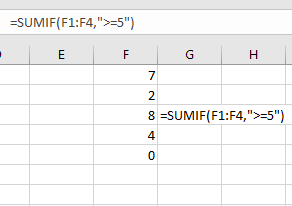 =SUMIF(F1:F4,">=5")
E F G H
7
2
8 =SUMIF(F1:F4,">=5")
4
0